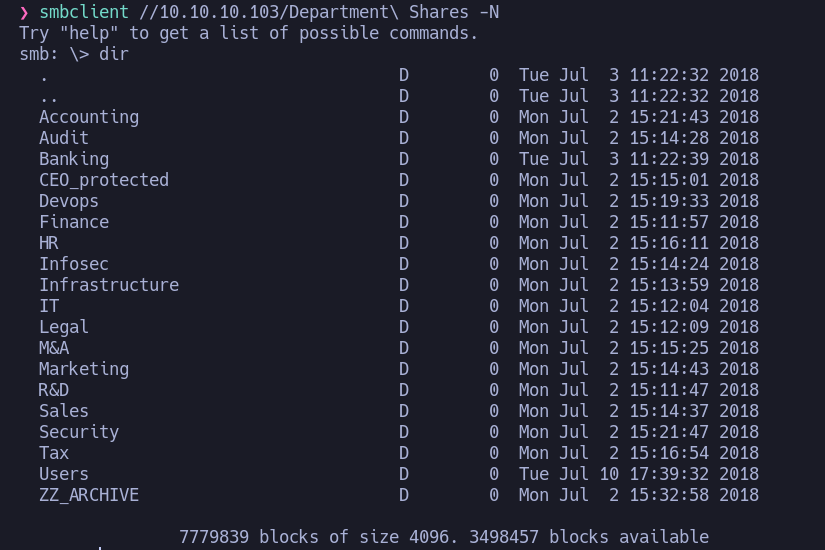 ❯ smbclient //10.10.10.103/Department\ Shares -N
Try "help" to get a list of possible commands.
smb: \> dir
  .                                   D        0  Tue Jul  3 11:22:32 2018
  ..                                  D        0  Tue Jul  3 11:22:32 2018
  Accounting                          D        0  Mon Jul  2 15:21:43 2018
  Audit                               D        0  Mon Jul  2 15:14:28 2018
  Banking                             D        0  Tue Jul  3 11:22:39 2018
  CEO_protected                       D        0  Mon Jul  2 15:15:01 2018
  Devops                              D        0  Mon Jul  2 15:19:33 2018
  Finance                             D        0  Mon Jul  2 15:11:57 2018
  HR                                  D        0  Mon Jul  2 15:16:11 2018
  Infosec                             D        0  Mon Jul  2 15:14:24 2018
  Infrastructure                      D        0  Mon Jul  2 15:13:59 2018
  IT                                  D        0  Mon Jul  2 15:12:04 2018
  Legal                               D        0  Mon Jul  2 15:12:09 2018
  M&A                                 D        0  Mon Jul  2 15:15:25 2018
  Marketing                           D        0  Mon Jul  2 15:14:43 2018
  R&D                                 D        0  Mon Jul  2 15:11:47 2018
  Sales                               D        0  Mon Jul  2 15:14:37 2018
  Security                            D        0  Mon Jul  2 15:21:47 2018
  Tax                                 D        0  Mon Jul  2 15:16:54 2018
  Users                               D        0  Tue Jul 10 17:39:32 2018
  ZZ_ARCHIVE                          D        0  Mon Jul  2 15:32:58 2018
                7779839 blocks of size 4096. 3498457 blocks available